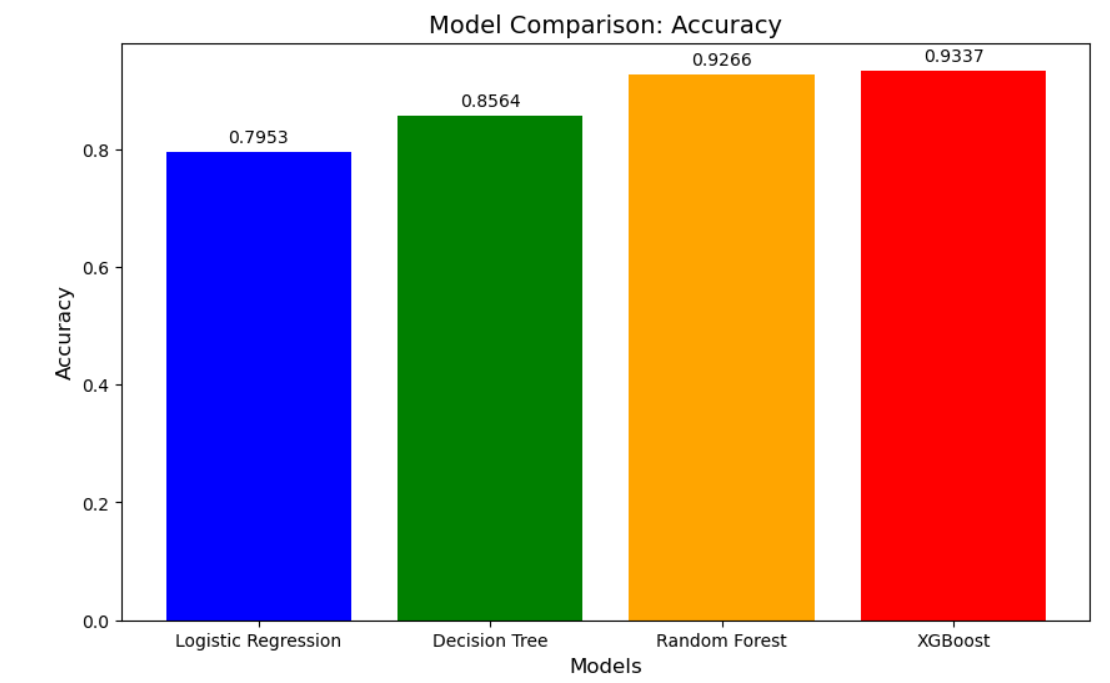 Model Comparison: Accuracy
0.9337
0.9266
0.8564
0.7953
0.8
0.6
0.4
0.2
0.0
Accuracy
Logistic Regression
Decision Tree
Random Forest
XGBoost
Models